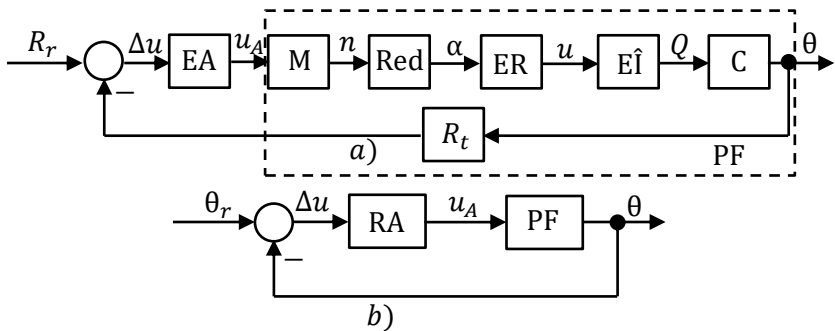 R_r Δu EA u_A M n Red α ER u EÎ Q C θ
R_t
a) PF
θ_r Δu RA u_A PF θ
b)